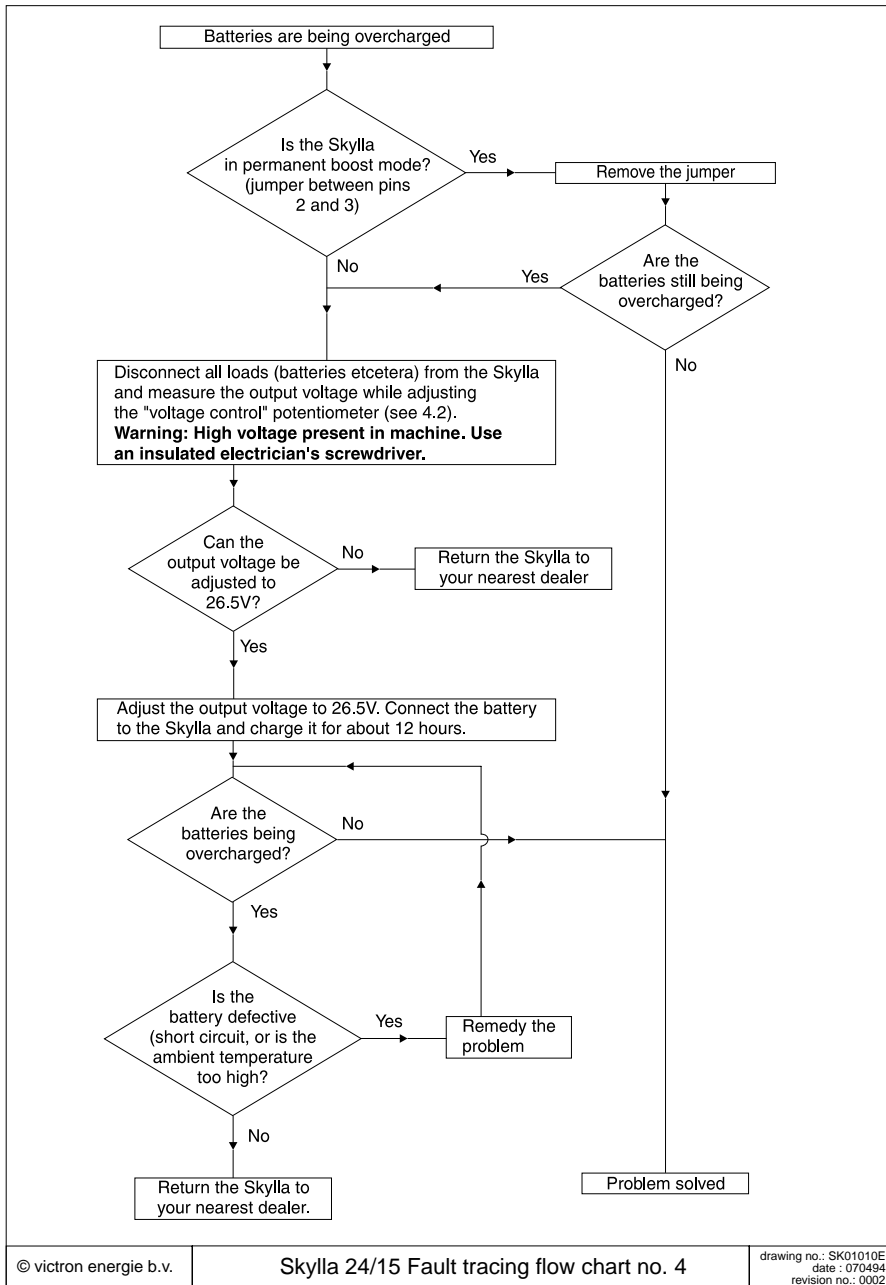 Batteries are being overcharged
Is the Skylla
in permanent boost mode?
(jumper between pins
2 and 3)
Yes
Remove the jumper
No
Yes
Are the
batteries still being
overcharged?
No
Disconnect all loads (batteries etcetera) from the Skylla
and measure the output voltage while adjusting
the "voltage control" potentiometer (see 4.2).
Warning: High voltage present in machine. Use
an insulated electrician's screwdriver.
Can the
output voltage be
adjusted to
26.5V?
No
Return the Skylla to
your nearest dealer
Yes
Adjust the output voltage to 26.5V. Connect the battery
to the Skylla and charge it for about 12 hours.
Are the
batteries being
overcharged?
No
Yes
Is the
battery defective
(short circuit, or is the
ambient temperature
too high?
Yes
Remedy the
problem
No
Return the Skylla to
your nearest dealer.
Problem solved
© victron energie b.v.
Skylla 24/15 Fault tracing flow chart no. 4
drawing no.: SK01010E
date : 070494
revision no.: 0002